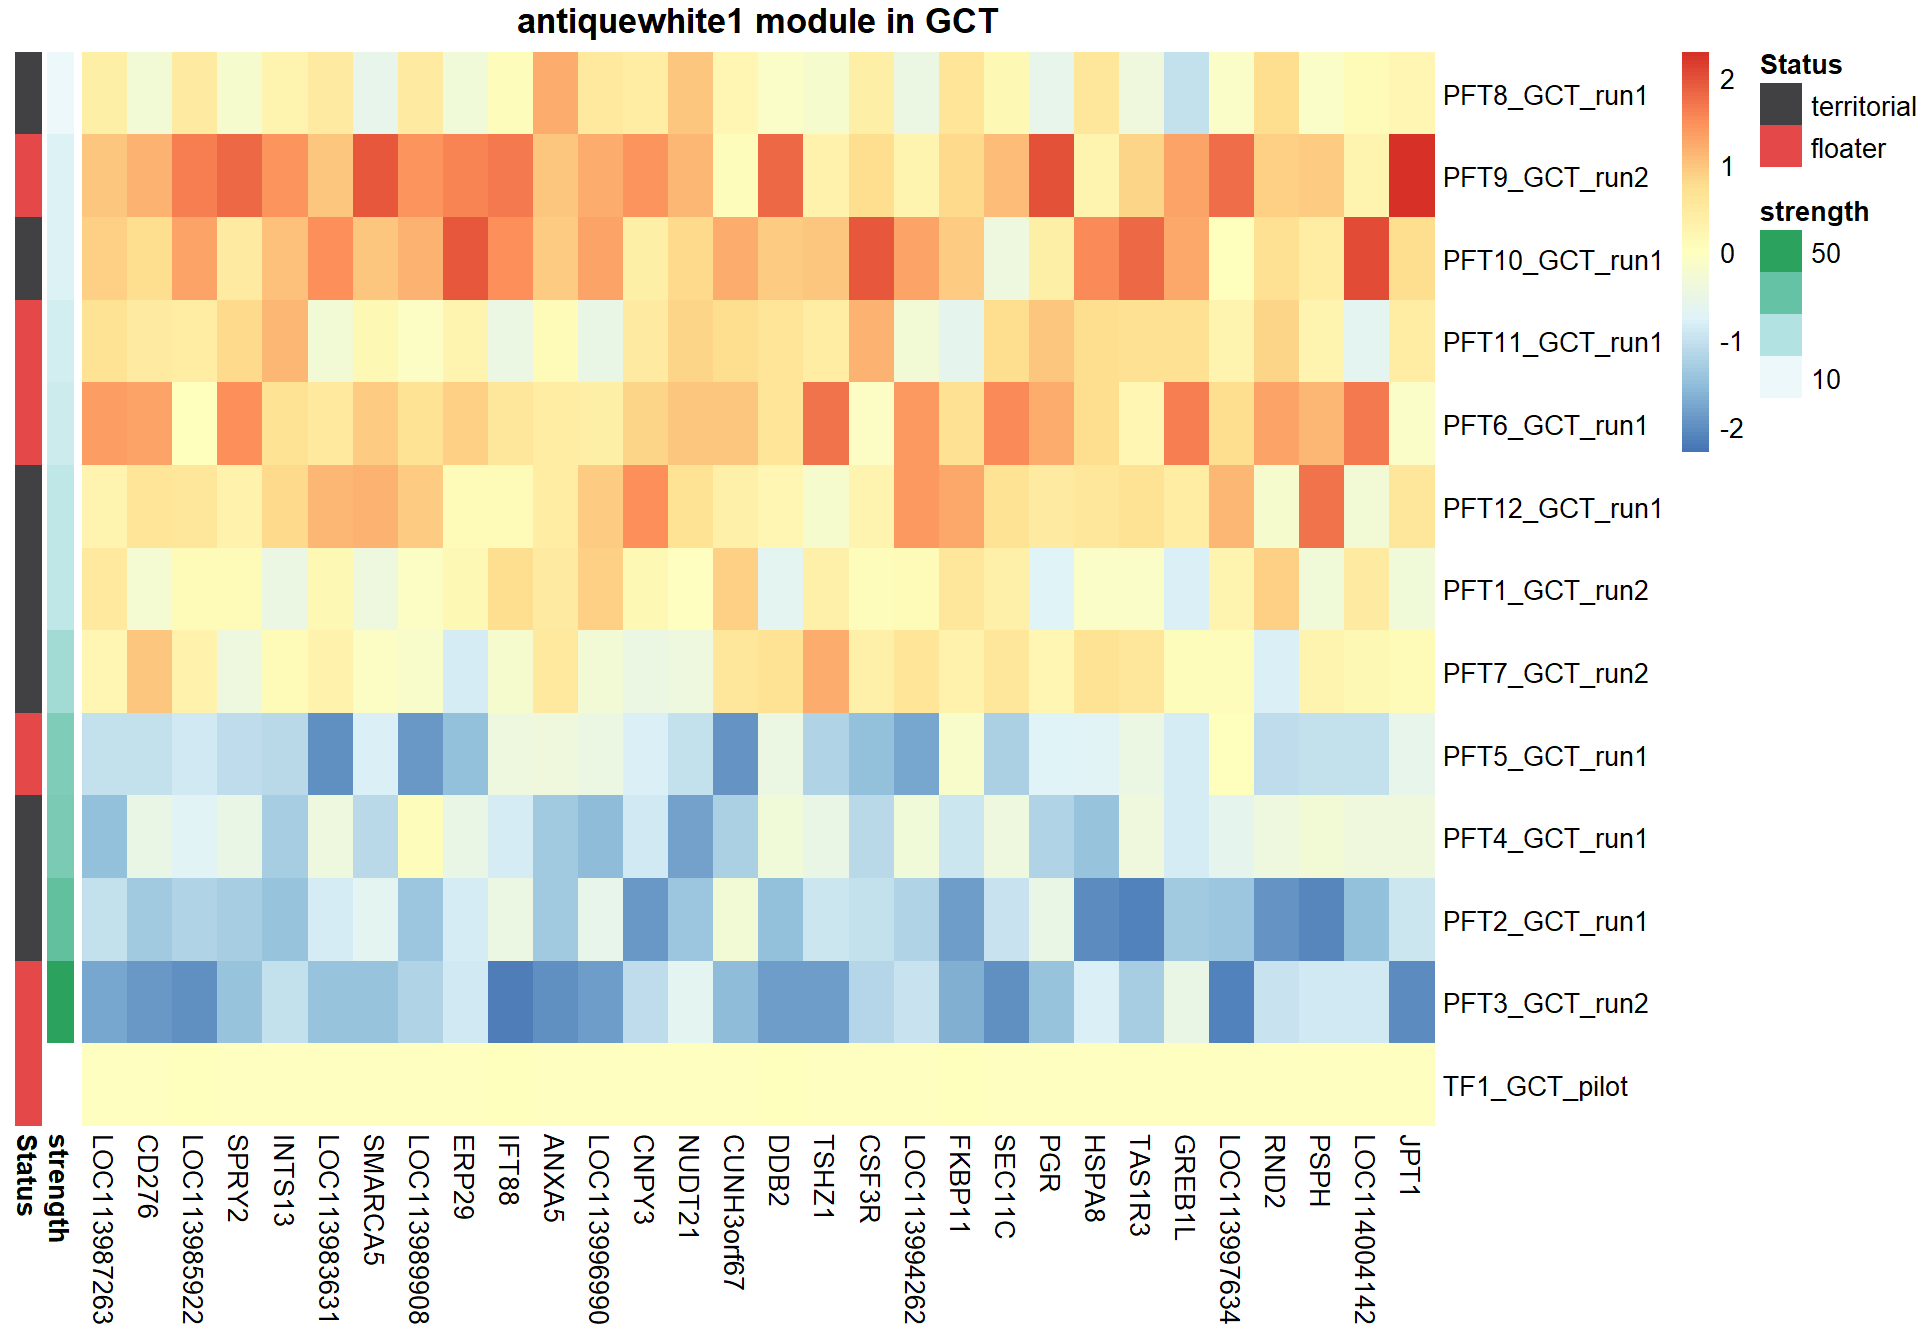 antiquewhite1 module in GCT
PFT8_GCT_run1
PFT9_GCT_run2
PFT10_GCT_run1
PFT11_GCT_run1
PFT6_GCT_run1
PFT12_GCT_run1
PFT1_GCT_run2
PFT7_GCT_run2
PFT5_GCT_run1
PFT4_GCT_run1
PFT2_GCT_run1
PFT3_GCT_run2
TF1_GCT_pilot
2
1
0
-1
-2
Status
territorial
floater
strength
50
10
Status
strength
LOC113987263
CD276
LOC113985922
SPRY2
INTS13
LOC113983631
SMARCA5
LOC113989908
ERP29
IFT88
ANXA5
LOC113996990
CNPY3
NUDT21
CUNH3orf67
DDB2
TSHZ1
CSF3R
LOC113994262
FKBP11
SEC11C
PGR
HSPA8
TAS1R3
GREB1L
LOC113997634
RND2
PSPH
LOC114004142
JPT1